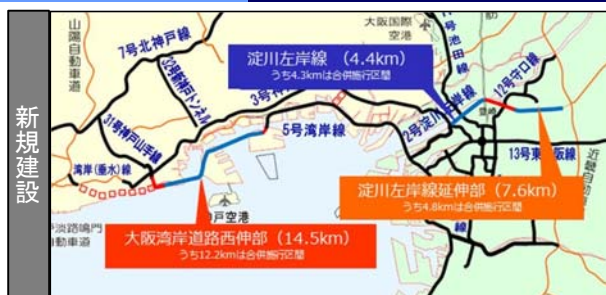 新規建設
山陽自動車道
7号北神戸線
32号新神戸トンネル
31号神戸山手線
湾岸(垂水)線
3号神
5号湾岸線
大阪国際
空港
号池田線
淀川左岸線 (4.4km)
うち4.3kmは合併施行区間
12号守口線
2号淀川左岸線
13号東
阪線
近畿自動
淀川左岸線延伸部 (7.6km)
うち4.8kmは合併施行区間
戸空港
大阪湾岸道路西伸部 (14.5km)
うち12.2kmは合併施行区間
戸淡路鳴門
自動車道
線